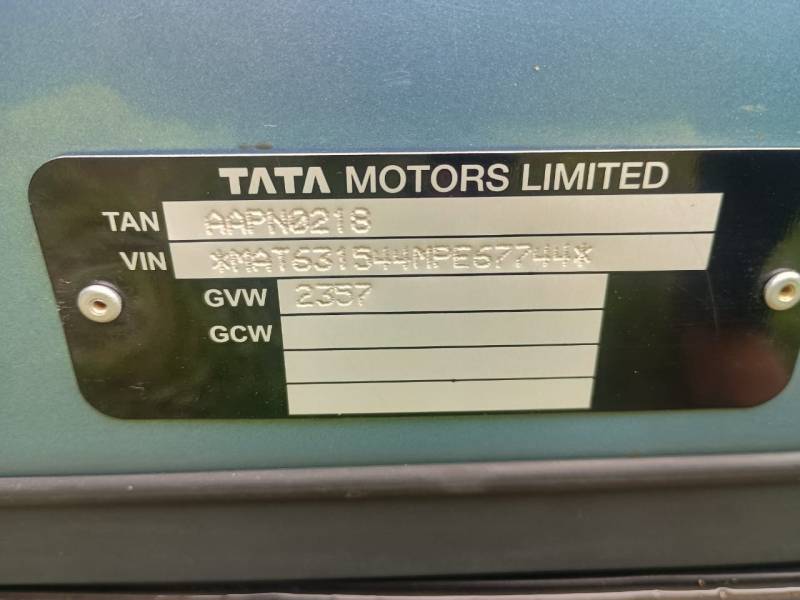 TATA MOTORS LIMITED
TAN AAPN0218
VIN *MAT631544MPE67744*
GVW 2357
GCW